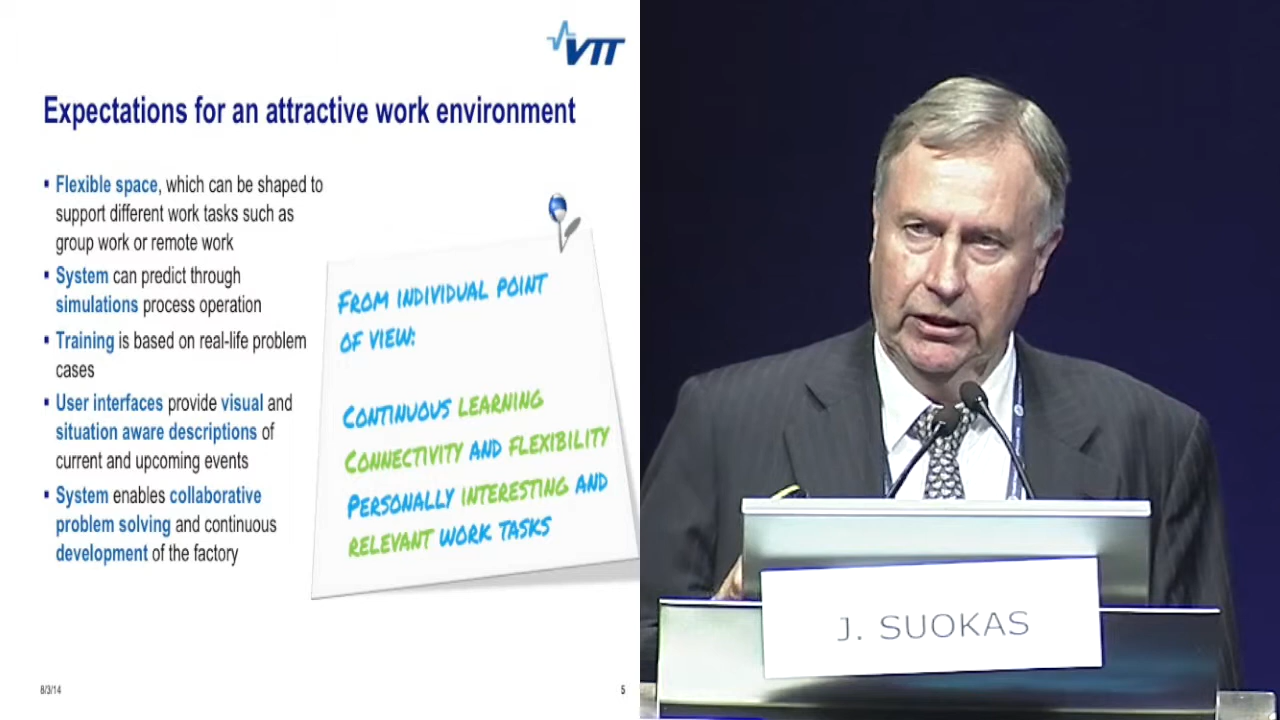 VTT
Expectations for an attractive work environment
▪ Flexible space, which can be shaped to
support different work tasks such as
group work or remote work
▪ System can predict through
simulations process operation
▪ Training is based on real-life problem
cases
▪ User interfaces provide visual and
situation aware descriptions of
current and upcoming events
▪ System enables collaborative
problem solving and continuous
development of the factory
FROM INDIVIDUAL POINT
OF VIEW:
CONTINUOUS LEARNING
CONNECTIVITY AND FLEXIBILITY
PERSONALLY INTERESTING AND
RELEVANT WORK TASKS
8/3/14
5
J. SUOKAS